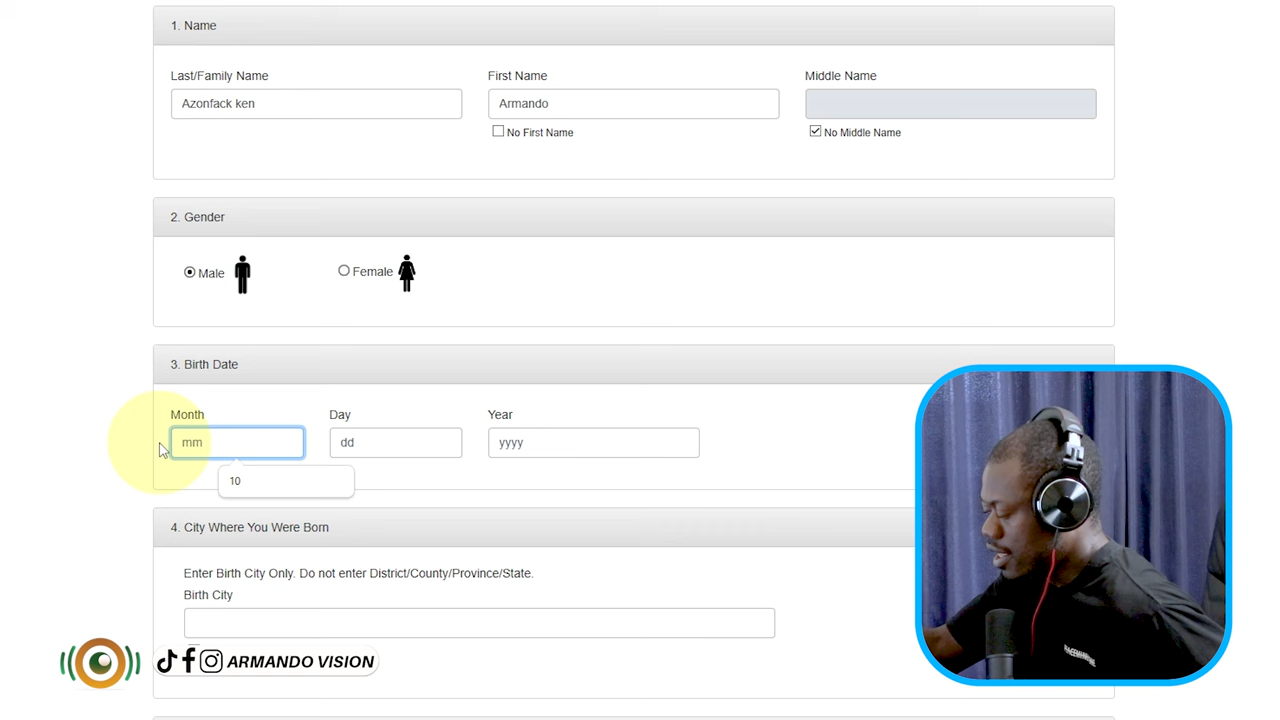 1. Name
Last/Family Name
First Name
Middle Name
Azonfack ken
Armando
No First Name
No Middle Name
2. Gender
Male
Female
3. Birth Date
Month
Day
Year
mm
dd
yyyy
10
4. City Where You Were Born
Enter Birth City Only. Do not enter District/County/Province/State.
Birth City
ARMANDO VISION